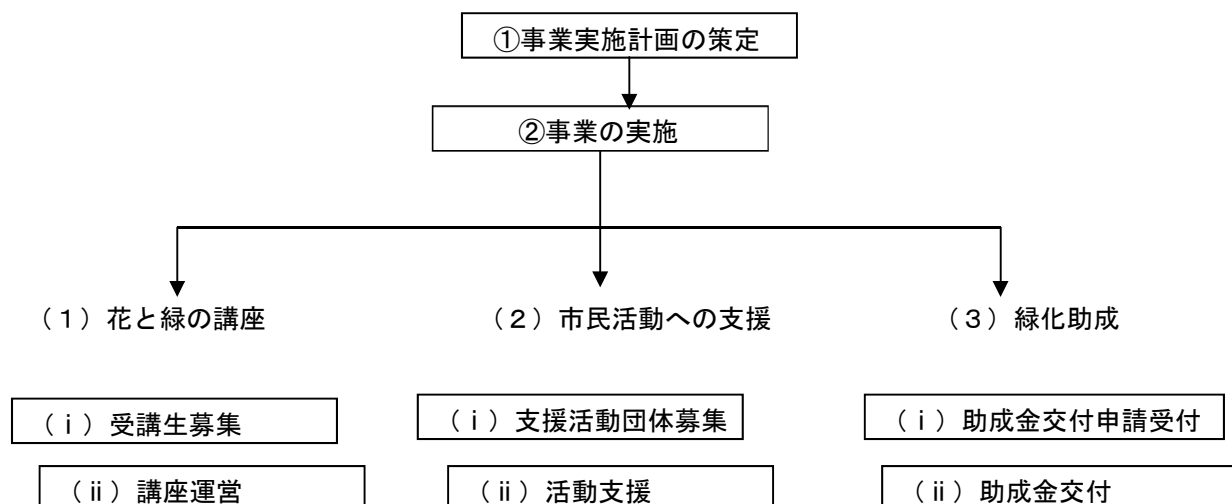 ①事業実施計画の策定
②事業の実施
（１）花と緑の講座
（２）市民活動への支援
（３）緑化助成
（ⅰ）受講生募集
（ⅰ）支援活動団体募集
（ⅰ）助成金交付申請受付
（ⅱ）講座運営
（ⅱ）活動支援
（ⅱ）助成金交付